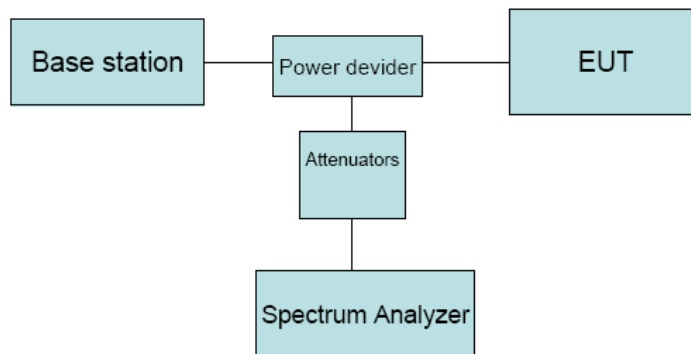 Base station
Power devider
EUT
Attenuators
Spectrum Analyzer